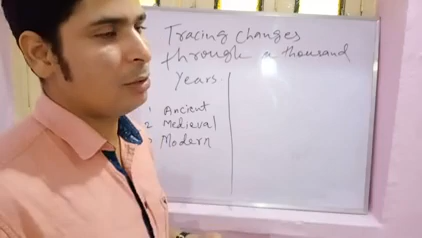 Tracing Changes
through a thousand
Years.
1 Ancient
2 Medieval
Modern